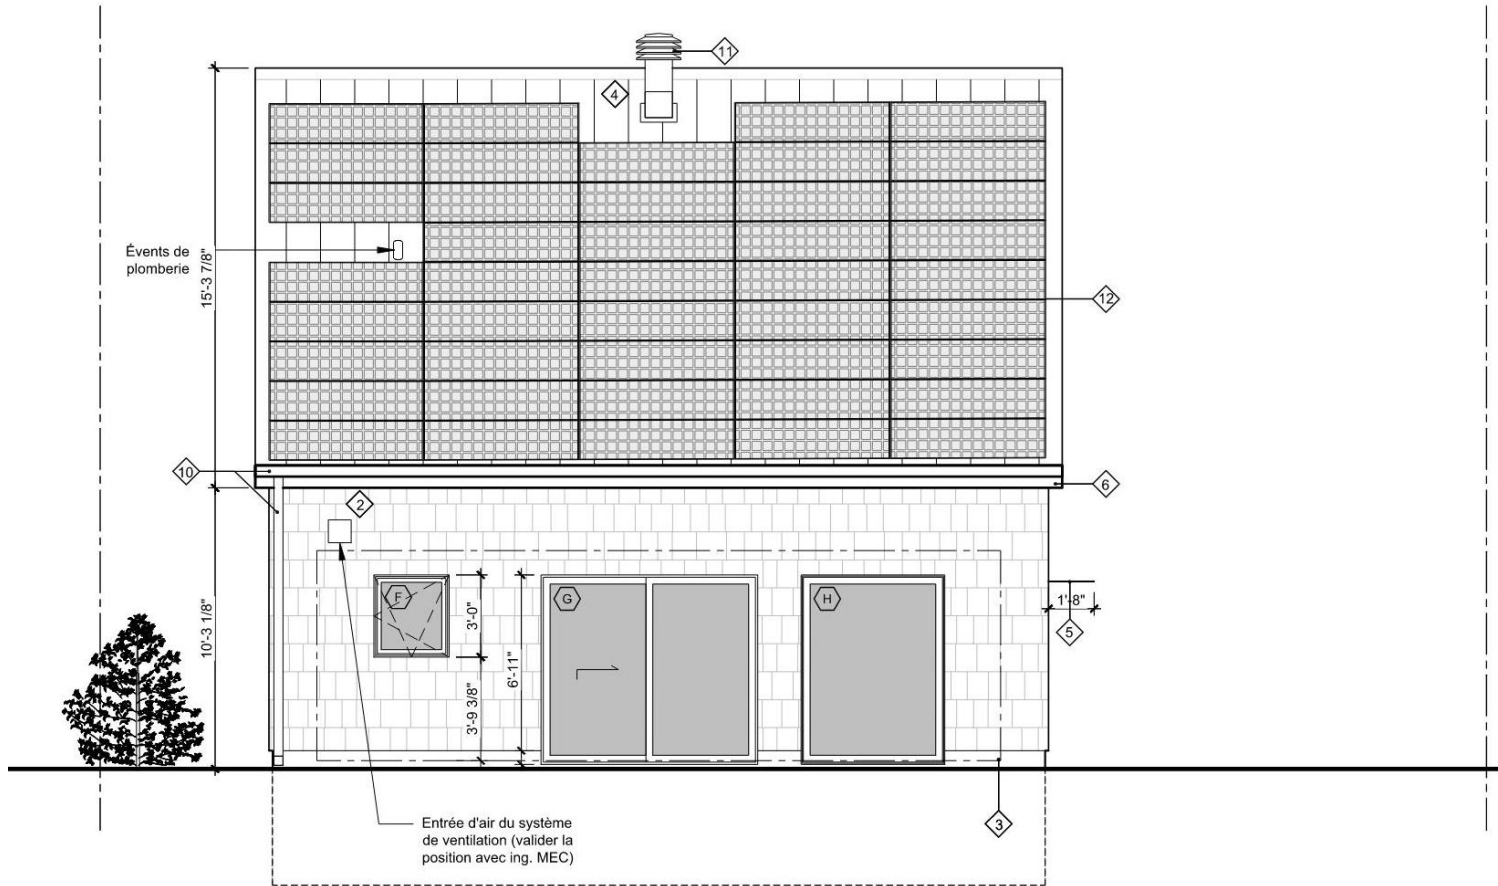 11
4
Évents de
plomberie
15'-3 7/8"
12
10
6
2
F
G
H
3'-0"
6'-11"
3'-9 3/8"
10'-3 1/8"
1'-8"
5
3
Entrée d'air du système
de ventilation (valider la
position avec ing. MEC)